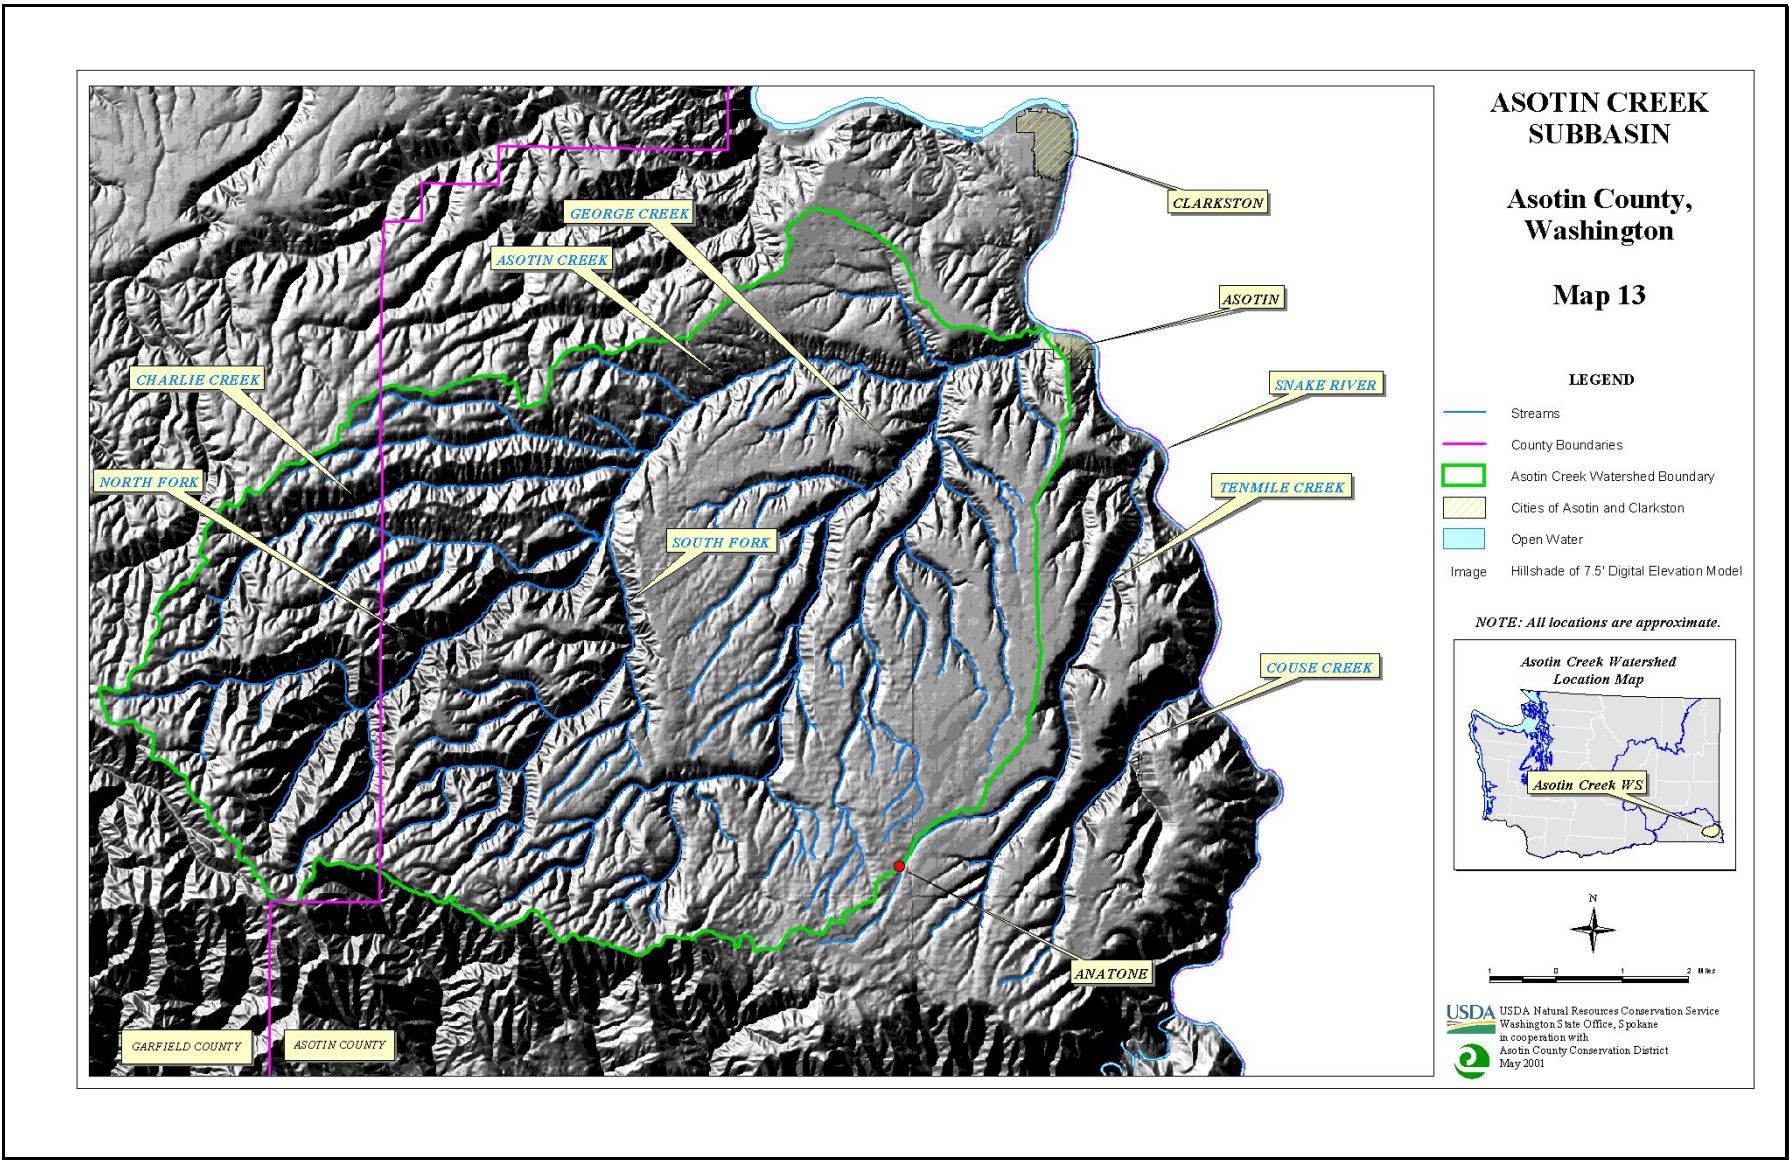 ASOTIN CREEK
SUBBASIN
Asotin County,
Washington
Map 13
CLARKSTON
GEORGE CREEK
ASOTIN CREEK
ASOTIN
CHARLIE CREEK
SNAKE RIVER
NORTH FORK
TENMILE CREEK
SOUTH FORK
COUSE CREEK
ANATONE
GARFIELD COUNTY
ASOTIN COUNTY
LEGEND
Streams
County Boundaries
Asotin Creek Watershed Boundary
Cities of Asotin and Clarkston
Open Water
Image Hillshade of 7.5' Digital Elevation Model
NOTE: All locations are approximate.
Asotin Creek Watershed
Location Map
Asotin Creek WS
N
1 0 1 2 Miles
USDA USDA Natural Resources Conservation Service
Washington State Office, Spokane
in cooperation with
Asotin County Conservation District
May 2001